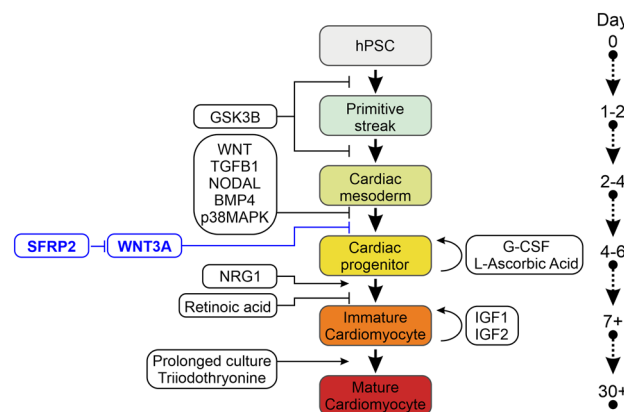 Day
hPSC
0
GSK3B
Primitive
streak
1-2
WNT
TGFB1
NODAL
BMP4
p38MAPK
Cardiac
mesoderm
2-4
SFRP2
WNT3A
Cardiac
progenitor
G-CSF
L-Ascorbic Acid
4-6
NRG1
Retinoic acid
Immature
Cardiomyocyte
IGF1
IGF2
7+
Prolonged culture
Triiodothryonine
Mature
Cardiomyocyte
30+